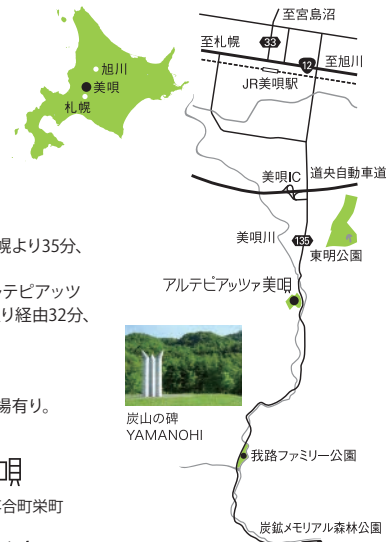 旭川
美唄
札幌
至宮島沼
至札幌
33
至旭川
12
JR美唄駅
美唄IC
道央自動車道
美唄川
135
東明公園
アルテピアッツァ美唄
幌より35分、
テピアッツ
り経由32分、
場有り。
炭山の碑
YAMANOHI
我路ファミリー公園
唄
合町栄町
炭鉱メモリアル森林公園